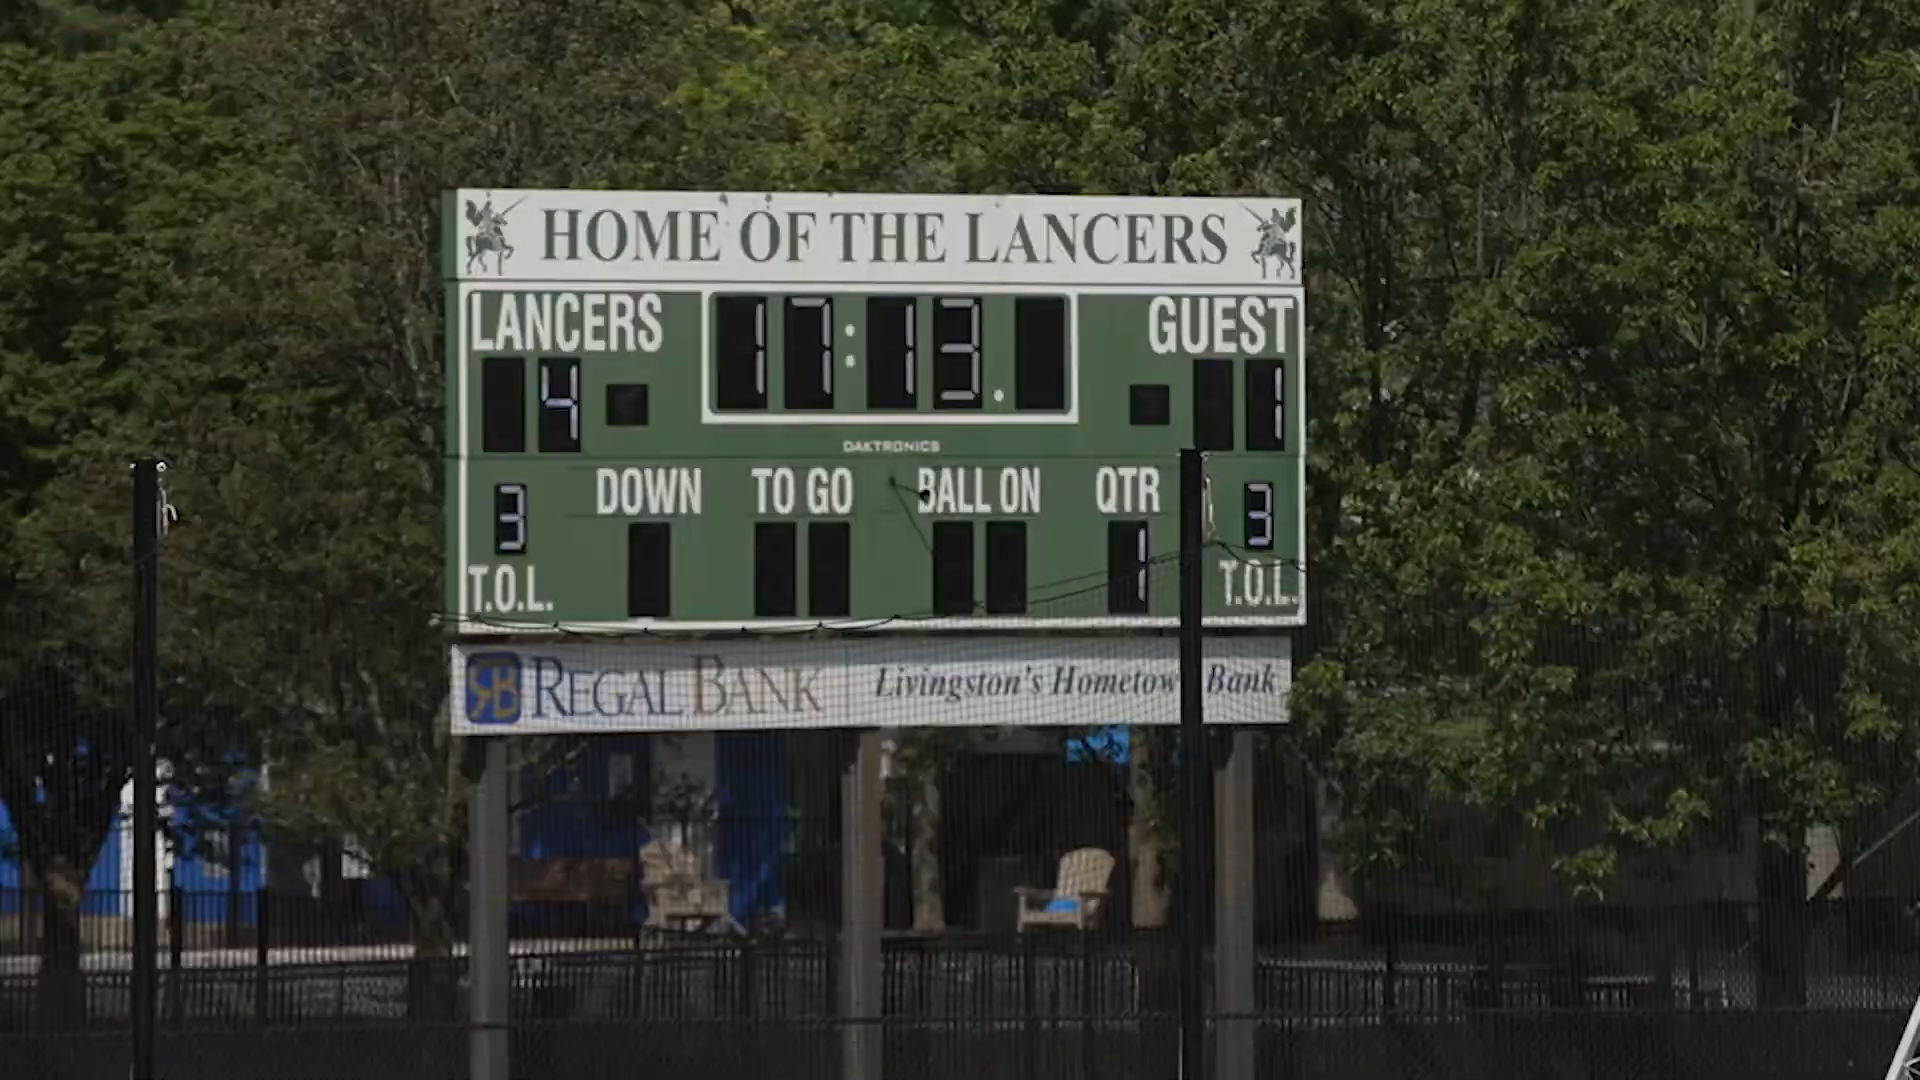 HOME OF THE LANCERS
LANCERS 17:13. GUEST
4 1
DAKTRONICS
3 DOWN TO GO BALL ON QTR 3
T.O.L. 1 T.O.L.
RB REGAL BANK Livingston's Hometow Bank